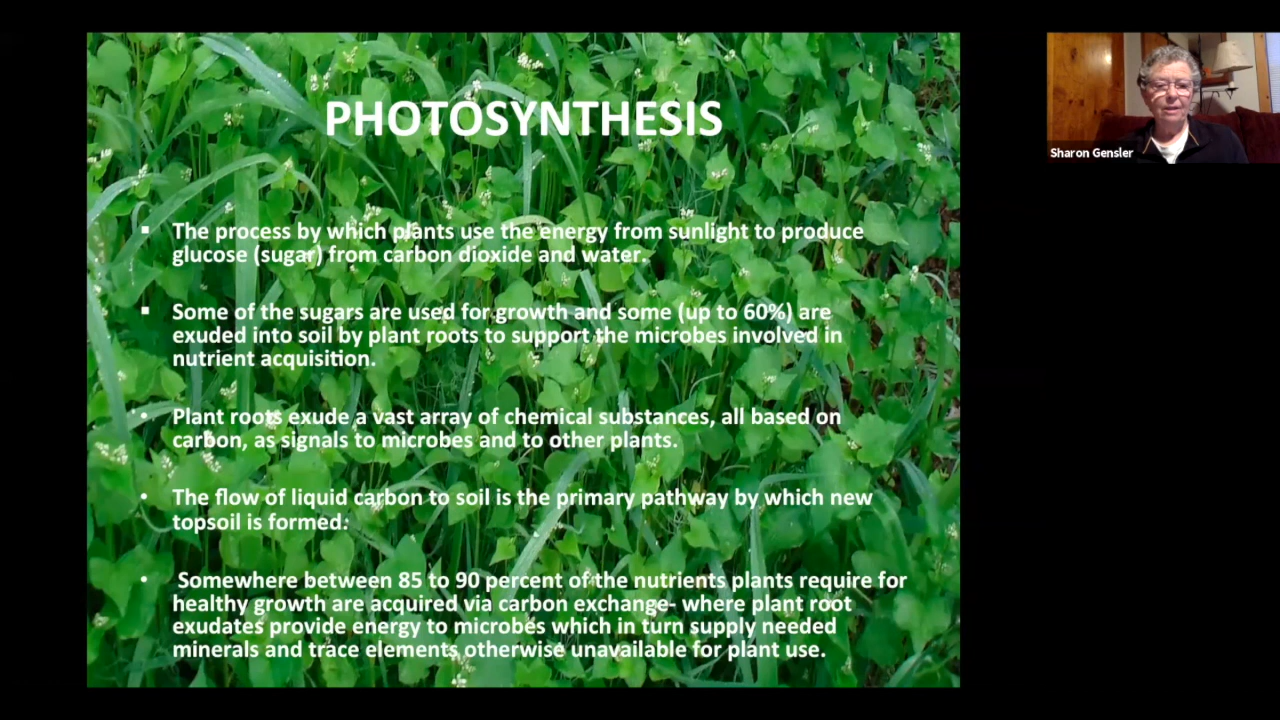 PHOTOSYNTHESIS
Sharon Gensler
▪ The process by which plants use the energy from sunlight to produce
glucose (sugar) from carbon dioxide and water.
▪ Some of the sugars are used for growth and some (up to 60%) are
exuded into soil by plant roots to support the microbes involved in
nutrient acquisition.
• Plant roots exude a vast array of chemical substances, all based on
carbon, as signals to microbes and to other plants.
• The flow of liquid carbon to soil is the primary pathway by which new
topsoil is formed.
• Somewhere between 85 to 90 percent of the nutrients plants require for
healthy growth are acquired via carbon exchange- where plant root
exudates provide energy to microbes which in turn supply needed
minerals and trace elements otherwise unavailable for plant use.